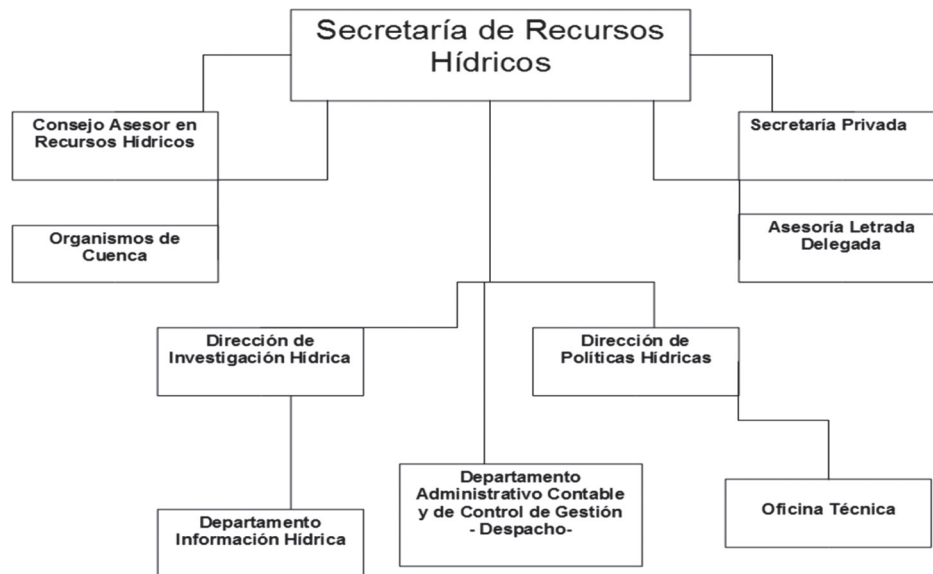 Secretaría de Recursos
Hídricos
Consejo Asesor en
Recursos Hídricos
Secretaría Privada
Organismos de
Cuenca
Asesoría Letrada
Delegada
Dirección de
Investigación Hídrica
Dirección de
Políticas Hídricas
Departamento
Información Hídrica
Departamento
Administrativo Contable
y de Control de Gestión
- Despacho-
Oficina Técnica